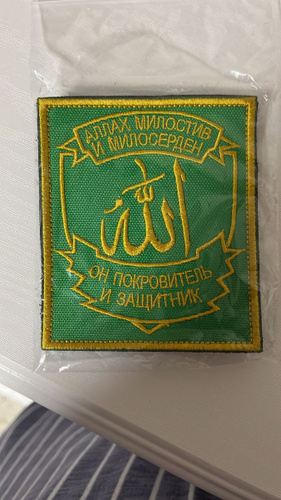 АЛЛАХ МИЛОСТИВ
И МИЛОСЕРДЕН
الله
ОН ПОКРОВИТЕЛЬ
И ЗАЩИТНИК